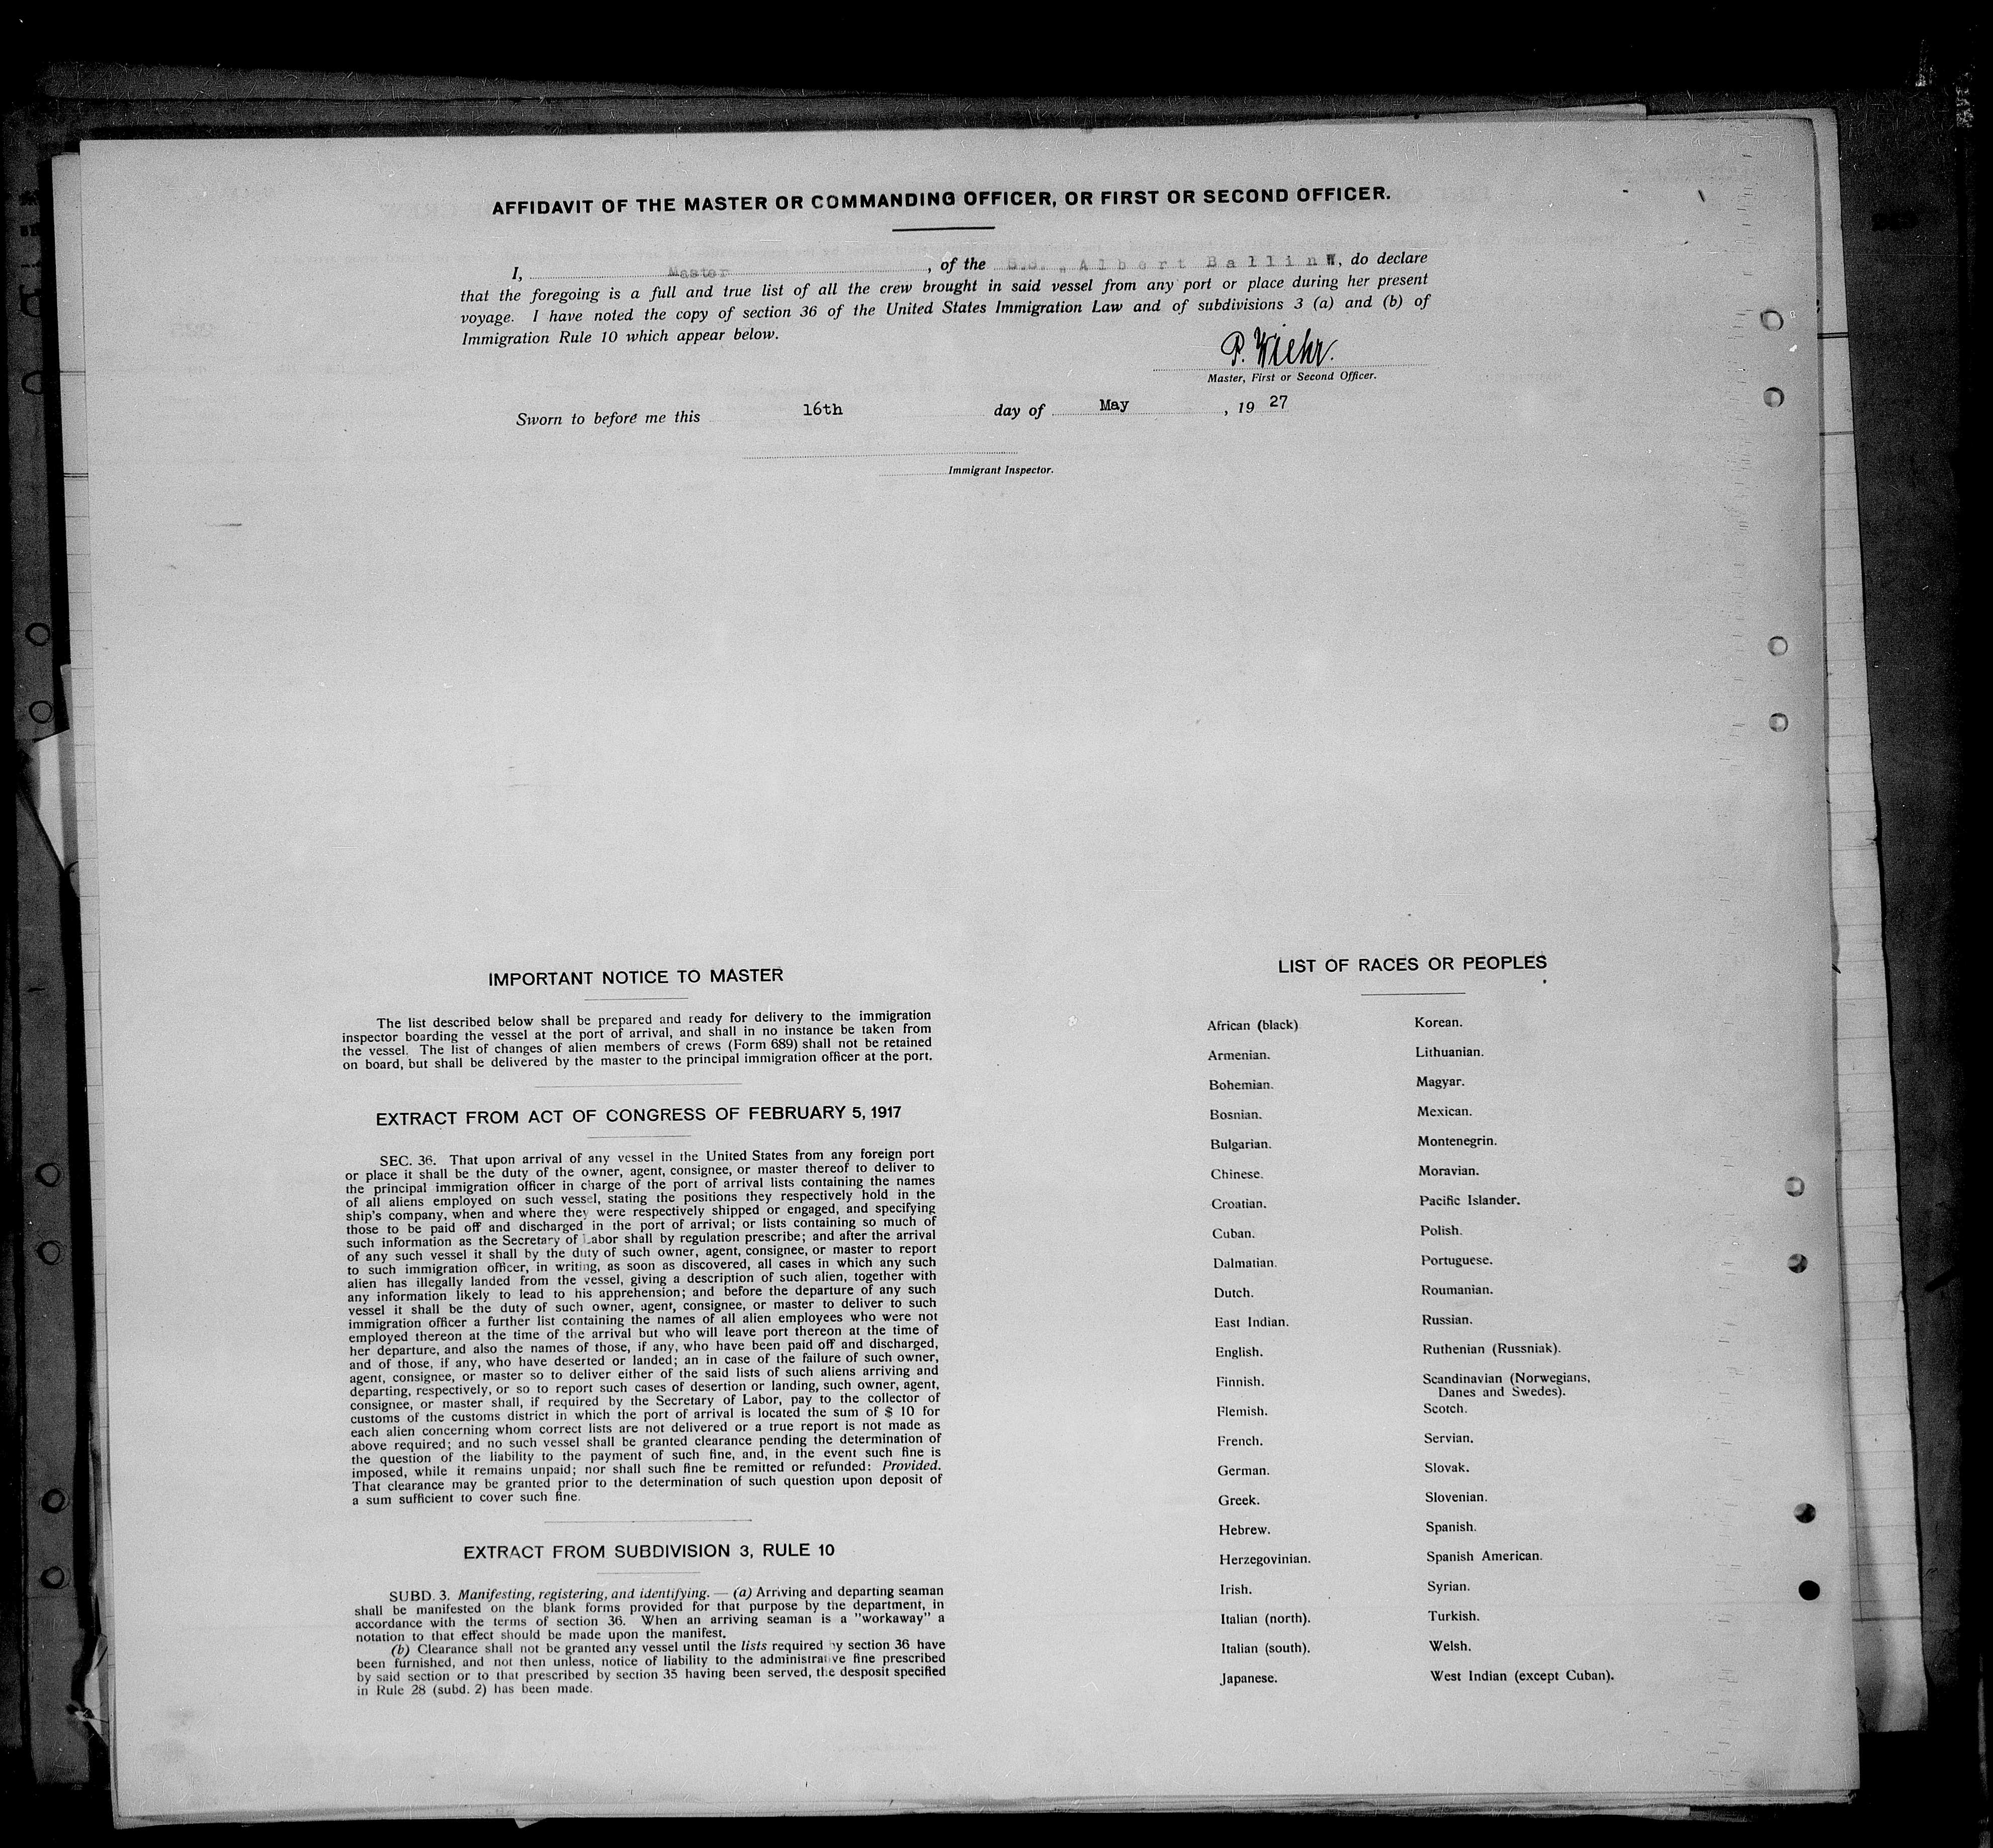 AFFIDAVIT OF THE MASTER OR COMMANDING OFFICER, OR FIRST OR SECOND OFFICER.
I, Master, of the S.S. „Albert Ballin", do declare
that the foregoing is a full and true list of all the crew brought in said vessel from any port or place during her present
voyage. I have noted the copy of section 36 of the United States Immigration Law and of subdivisions 3 (a) and (b) of
Immigration Rule 10 which appear below.
P. Wiehr.
Master, First or Second Officer.
Sworn to before me this 16th day of May, 19 27
Immigrant Inspector.
IMPORTANT NOTICE TO MASTER
The list described below shall be prepared and ready for delivery to the immigration
inspector boarding the vessel at the port of arrival, and shall in no instance be taken from
the vessel. The list of changes of alien members of crews (Form 689) shall not be retained
on board, but shall be delivered by the master to the principal immigration officer at the port.
EXTRACT FROM ACT OF CONGRESS OF FEBRUARY 5, 1917
SEC. 36. That upon arrival of any vessel in the United States from any foreign port
or place it shall be the duty of the owner, agent, consignee, or master thereof to deliver to
the principal immigration officer in charge of the port of arrival lists containing the names
of all aliens employed on such vessel, stating the positions they respectively hold in the
ship's company, when and where they were respectively shipped or engaged, and specifying
those to be paid off and discharged in the port of arrival; or lists containing so much of
such information as the Secretary of Labor shall by regulation prescribe; and after the arrival
of any such vessel it shall by the duty of such owner, agent, consignee, or master to report
to such immigration officer, in writing, as soon as discovered, all cases in which any such
alien has illegally landed from the vessel, giving a description of such alien, together with
any information likely to lead to his apprehension; and before the departure of any such
vessel it shall be the duty of such owner, agent, consignee, or master to deliver to such
immigration officer a further list containing the names of all alien employees who were not
employed thereon at the time of the arrival but who will leave port thereon at the time of
her departure, and also the names of those, if any, who have been paid off and discharged,
and of those, if any, who have deserted or landed; an in case of the failure of such owner,
agent, consignee, or master so to deliver either of the said lists of such aliens arriving and
departing, respectively, or so to report such cases of desertion or landing, such owner, agent,
consignee, or master shall, if required by the Secretary of Labor, pay to the collector of
customs of the customs district in which the port of arrival is located the sum of $ 10 for
each alien concerning whom correct lists are not delivered or a true report is not made as
above required; and no such vessel shall be granted clearance pending the determination of
the question of the liability to the payment of such fine, and, in the event such fine is
imposed, while it remains unpaid; nor shall such fine be remitted or refunded: Provided.
That clearance may be granted prior to the determination of such question upon deposit of
a sum sufficient to cover such fine.
EXTRACT FROM SUBDIVISION 3, RULE 10
SUBD. 3. Manifesting, registering, and identifying. — (a) Arriving and departing seaman
shall be manifested on the blank forms provided for that purpose by the department, in
accordance with the terms of section 36. When an arriving seaman is a "workaway" a
notation to that effect should be made upon the manifest.
(b) Clearance shall not be granted any vessel until the lists required by section 36 have
been furnished, and not then unless, notice of liability to the administrative fine prescribed
by said section or to that prescribed by section 35 having been served, the desposit specified
in Rule 28 (subd. 2) has been made.
LIST OF RACES OR PEOPLES
African (black)
Armenian.
Bohemian.
Bosnian.
Bulgarian.
Chinese.
Croatian.
Cuban.
Dalmatian.
Dutch.
East Indian.
English.
Finnish.
Flemish.
French.
German.
Greek.
Hebrew.
Herzegovinian.
Irish.
Italian (north).
Italian (south).
Japanese.
Korean.
Lithuanian.
Magyar.
Mexican.
Montenegrin.
Moravian.
Pacific Islander.
Polish.
Portuguese.
Roumanian.
Russian.
Ruthenian (Russniak).
Scandinavian (Norwegians,
Danes and Swedes).
Scotch.
Servian.
Slovak.
Slovenian.
Spanish.
Spanish American.
Syrian.
Turkish.
Welsh.
West Indian (except Cuban).